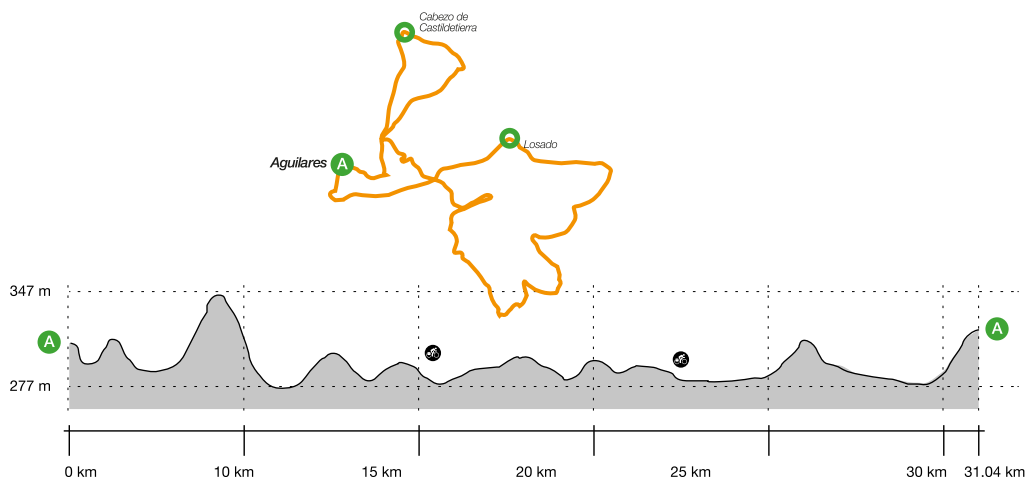 Cabezo de
Castildetierra
Losado
Aguilares A
347 m
A A
277 m
0 km 10 km 15 km 20 km 25 km 30 km 31.04 km